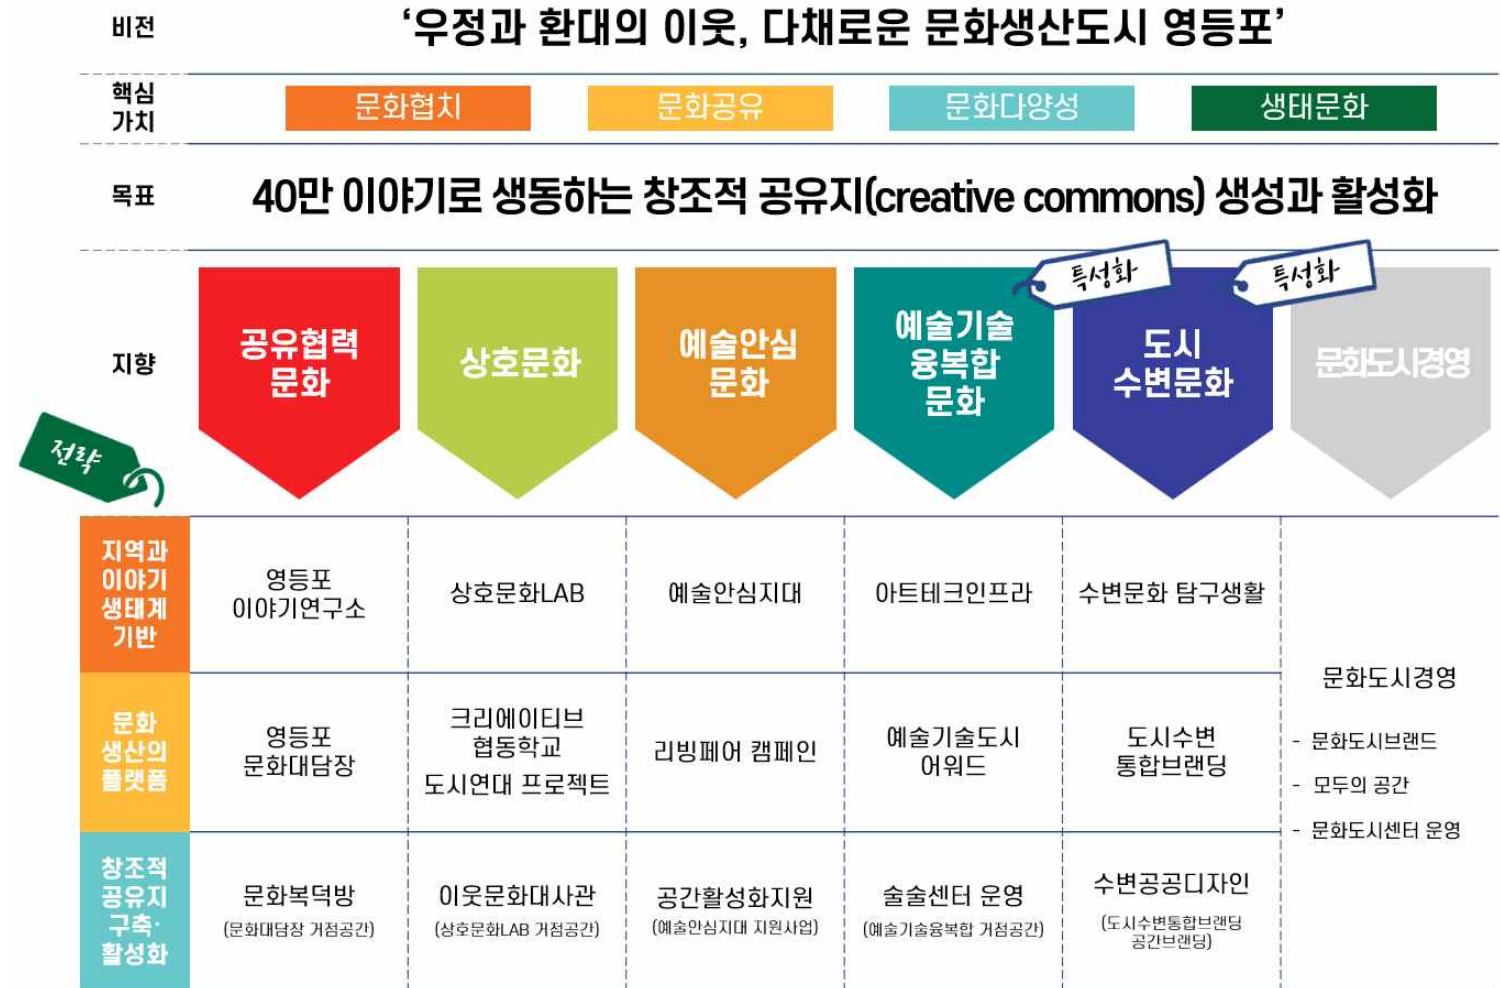 비전
‘우정과 환대의 이웃, 다채로운 문화생산도시 영등포’
핵심
가치
문화협치
문화공유
문화다양성
생태문화
목표
40만 이야기로 생동하는 창조적 공유지(creative commons) 생성과 활성화
지향
공유협력
문화
상호문화
예술안심
문화
예술기술
융복합
문화
특성화
도시
수변문화
특성화
문화도시경영
전략
지역과
이야기
생태계
기반
영등포
이야기연구소
상호문화LAB
예술안심지대
아트테크인프라
수변문화 탐구생활
문화
생산의
플랫폼
영등포
문화대담장
크리에이티브
협동학교
도시연대 프로젝트
리빙페어 캠페인
예술기술도시
어워드
도시수변
통합브랜딩
문화도시경영
- 문화도시브랜드
- 모두의 공간
- 문화도시센터 운영
창조적
공유지
구축·
활성화
문화복덕방
(문화대담장 거점공간)
이웃문화대사관
(상호문화LAB 거점공간)
공간활성화지원
(예술안심지대 지원사업)
술술센터 운영
(예술기술융복합 거점공간)
수변공공디자인
(도시수변통합브랜딩
공간브랜딩)